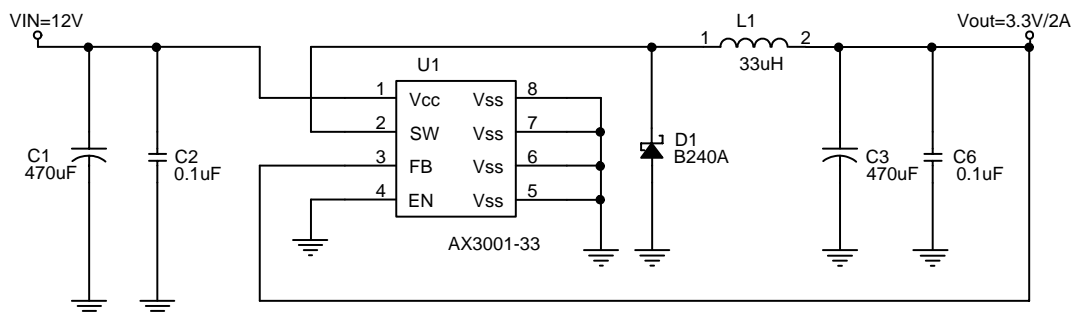 VIN=12V
Vout=3.3V/2A
L1
1 2
33uH
U1
1 Vcc Vss 8
2 SW Vss 7
3 FB Vss 6
4 EN Vss 5
AX3001-33
C1
470uF
C2
0.1uF
D1
B240A
C3
470uF
C6
0.1uF